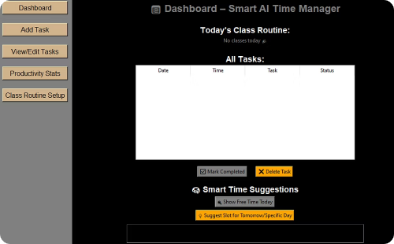 Dashboard
Add Task
View/Edit Tasks
Productivity Stats
Class Routine Setup
Dashboard – Smart AI Time Manager
Today's Class Routine:
No classes today
All Tasks:
Date Time Task Status
Mark Completed Delete Task
Smart Time Suggestions
Show Free Time Today
Suggest Slot for Tomorrow/Specific Day